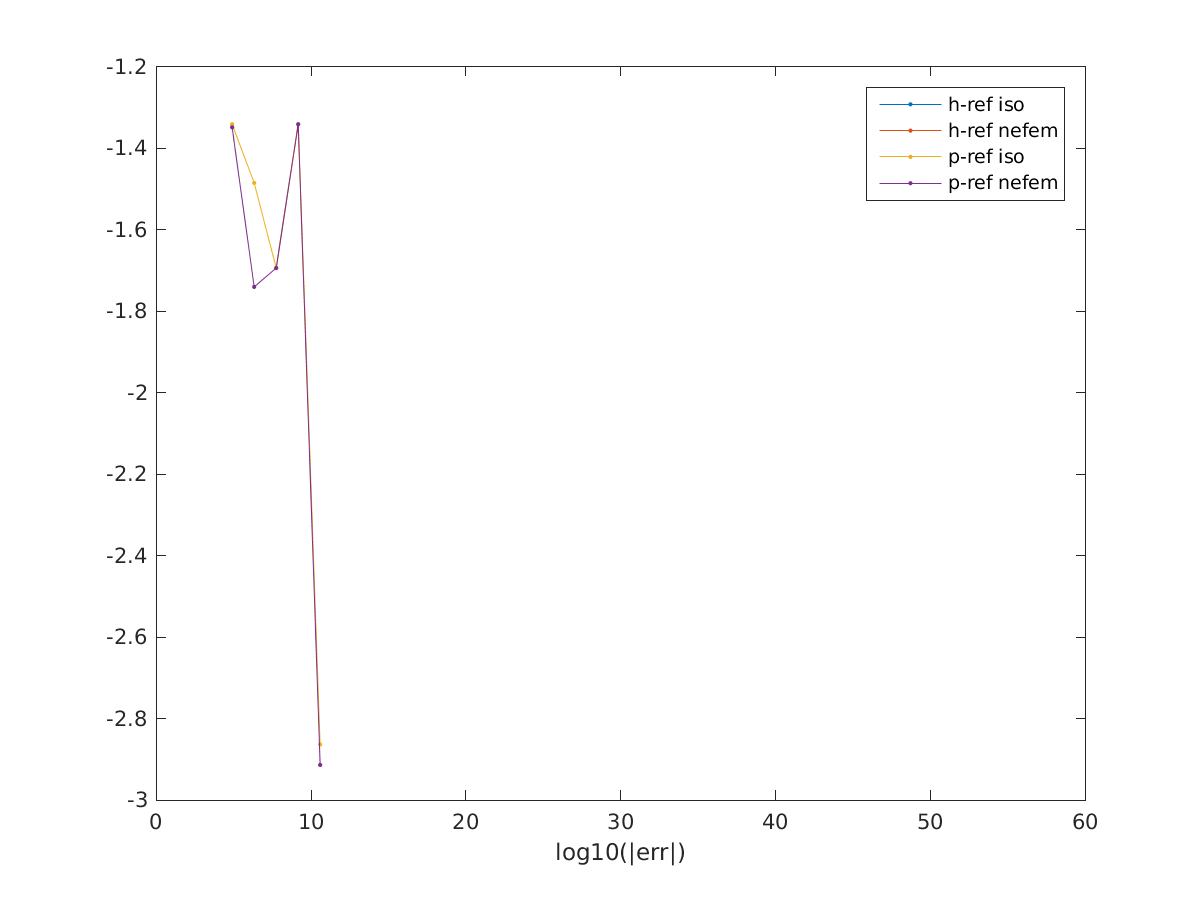 -1.2
-1.4
-1.6
-1.8
-2
-2.2
-2.4
-2.6
-2.8
-3
0 10 20 30 40 50 60
log10(|err|)
h-ref iso
h-ref nefem
p-ref iso
p-ref nefem